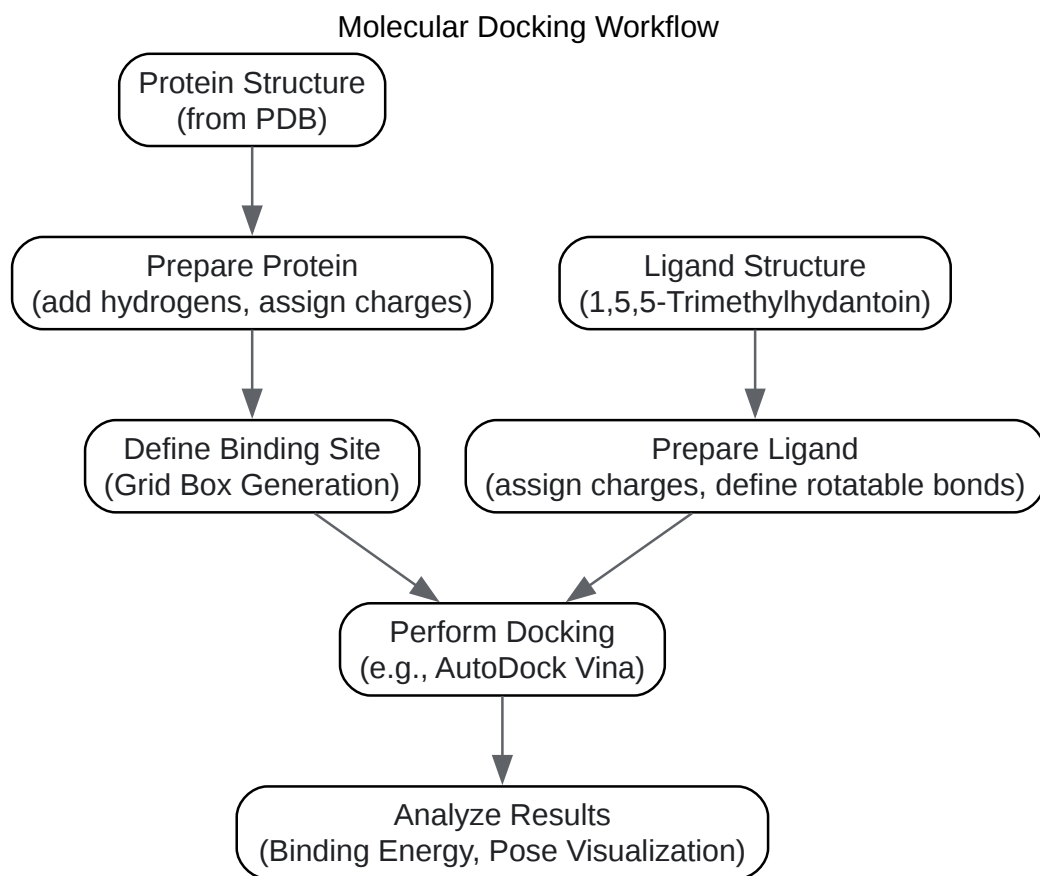 Molecular Docking Workflow
Protein Structure
(from PDB)
Prepare Protein
(add hydrogens, assign charges)
Ligand Structure
(1,5,5-Trimethylhydantoin)
Define Binding Site
(Grid Box Generation)
Prepare Ligand
(assign charges, define rotatable bonds)
Perform Docking
(e.g., AutoDock Vina)
Analyze Results
(Binding Energy, Pose Visualization)